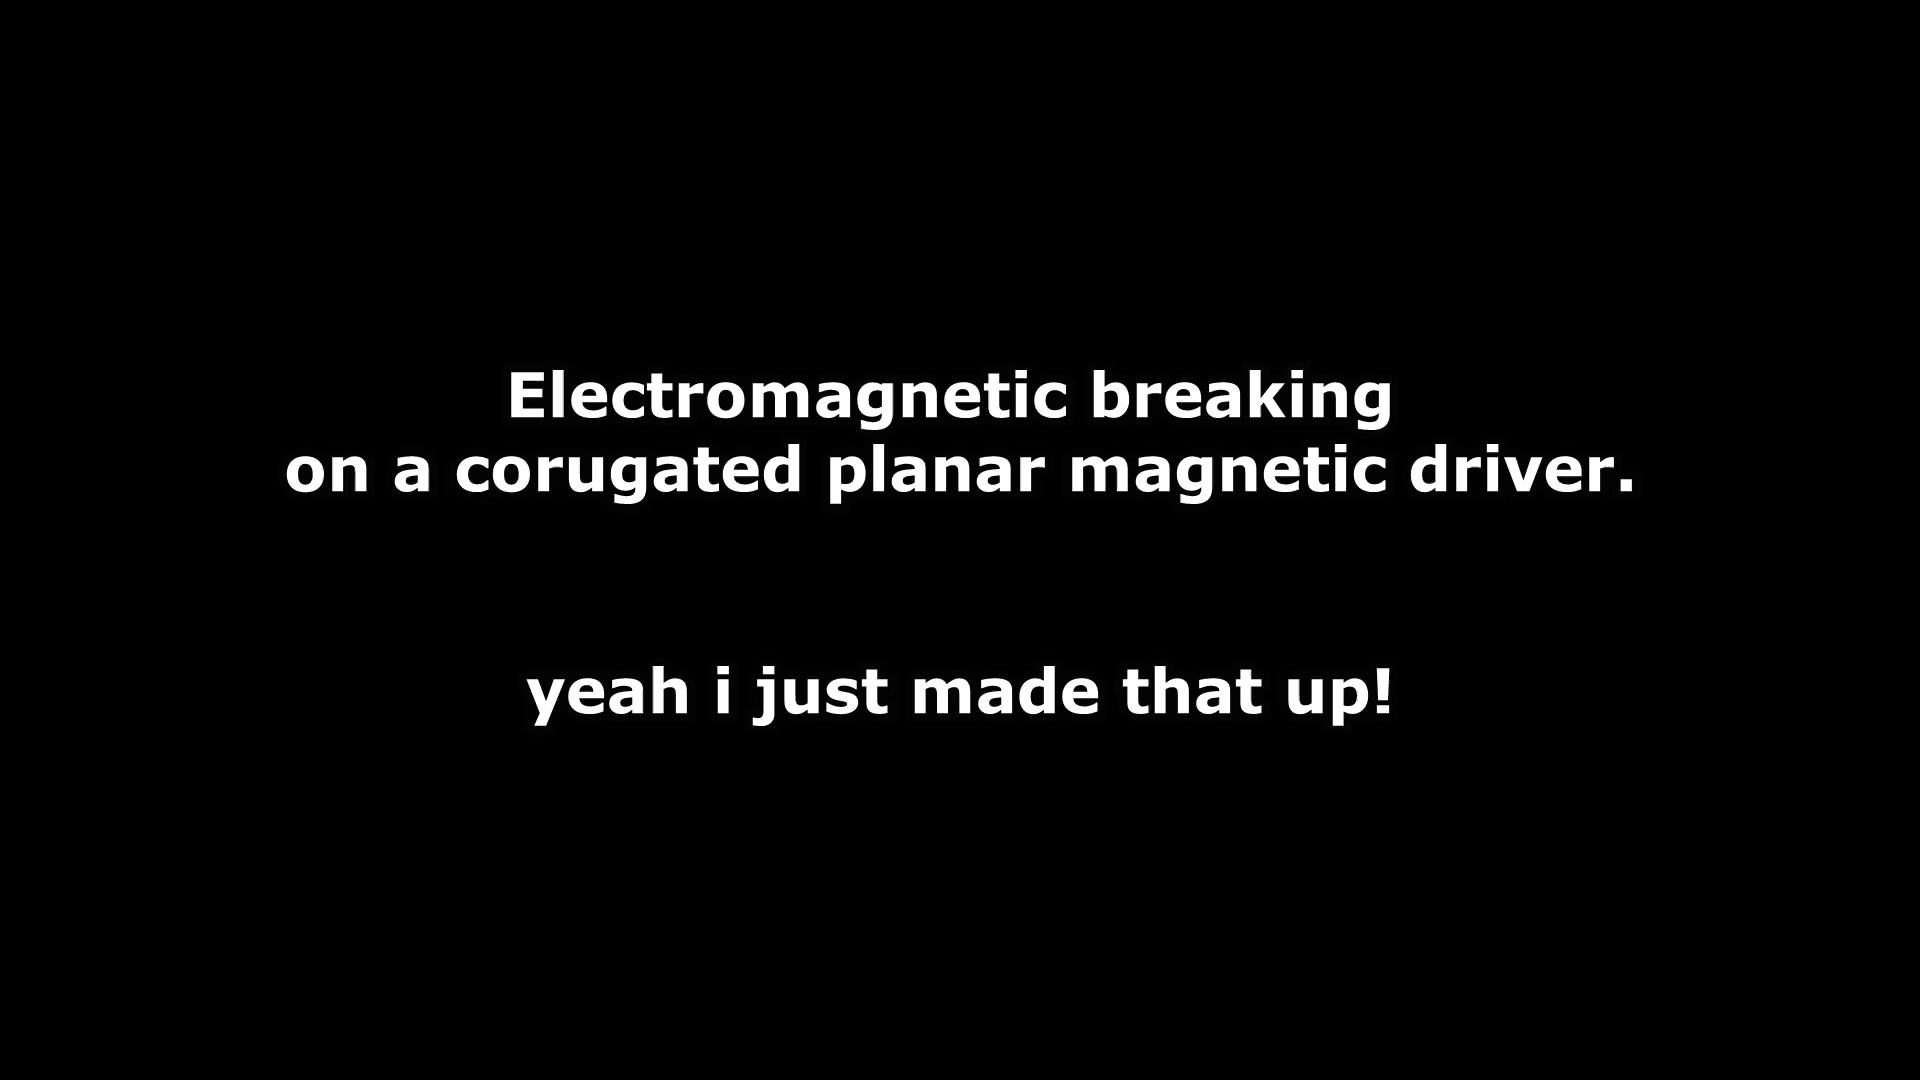 Electromagnetic breaking
on a corugated planar magnetic driver.
yeah i just made that up!